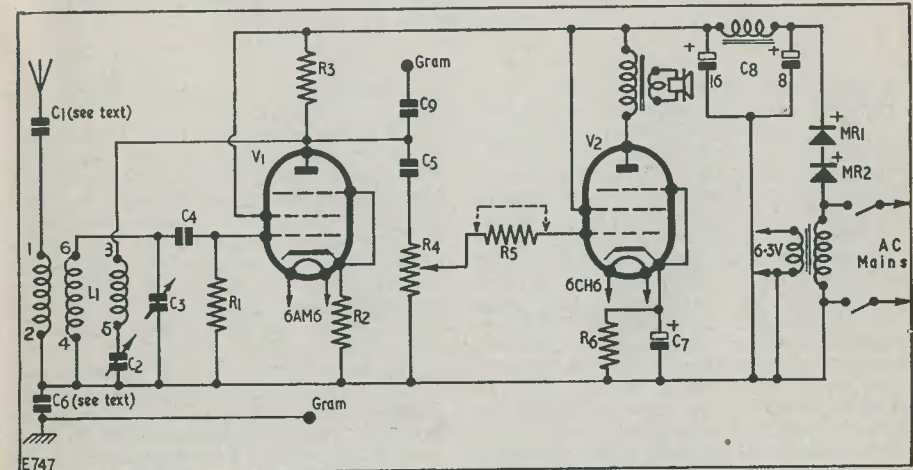 C1(see text)
1
2
6
4
L1
3
5
C2
C3
C4
R1
V1
6AM6
R2
R3
Gram
C9
C5
R4
R5
V2
6CH6
R6
C7
+
+
16
C8
+
8
+
MR1
+
MR2
6·3V
AC
Mains
C6(see text)
Gram
E747